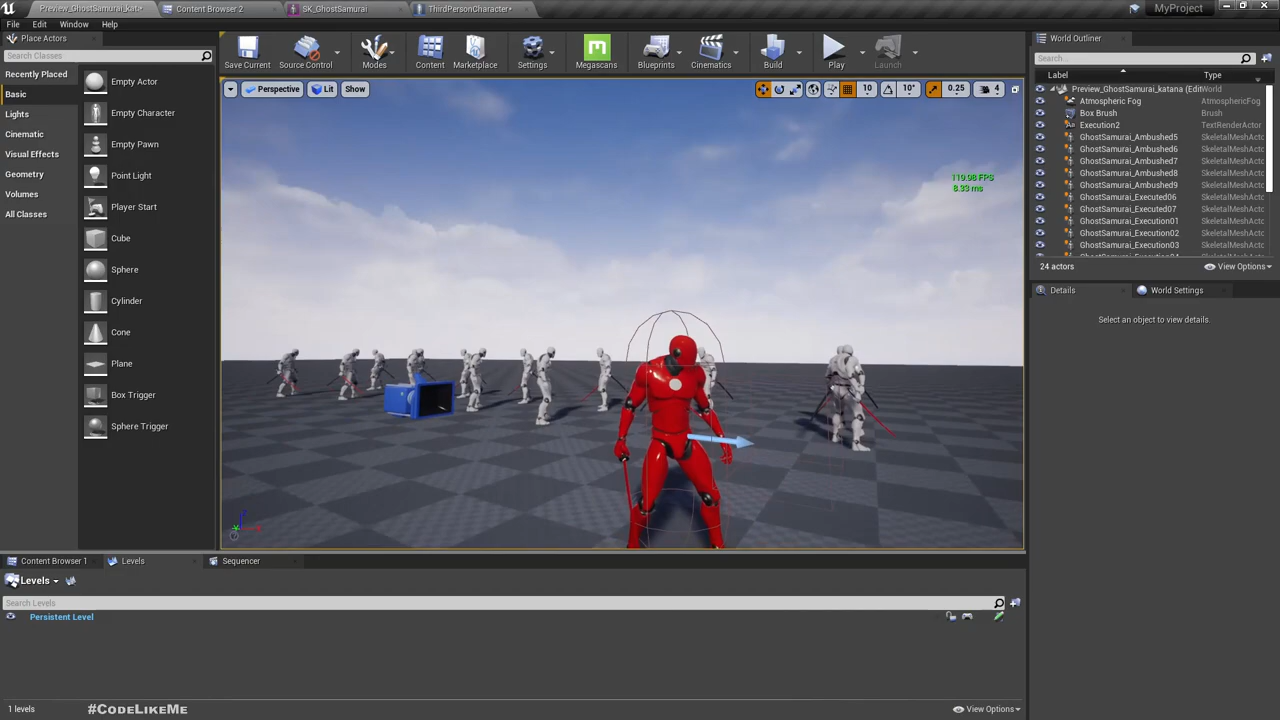 Preview_GhostSamurai_kata*
Content Browser 2
SK_GhostSamurai
ThirdPersonCharacter*
MyProject
File Edit Window Help
Place Actors
Search Classes
Recently Placed
Basic
Lights
Cinematic
Visual Effects
Geometry
Volumes
All Classes
Empty Actor
Empty Character
Empty Pawn
Point Light
Player Start
Cube
Sphere
Cylinder
Cone
Plane
Box Trigger
Sphere Trigger
Save Current
Source Control
Modes
Content
Marketplace
Settings
Megascans
Blueprints
Cinematics
Build
Play
Launch
Perspective
Lit
Show
10
10°
0.25
4
119.98 FPS
8.33 ms
World Outliner
Search...
Label Type
Preview_GhostSamurai_katana (Edit World
Atmospheric Fog AtmosphericFog
Box Brush Brush
Execution2 TextRenderActor
GhostSamurai_Ambushed5 SkeletalMeshActo
GhostSamurai_Ambushed6 SkeletalMeshActo
GhostSamurai_Ambushed7 SkeletalMeshActo
GhostSamurai_Ambushed8 SkeletalMeshActo
GhostSamurai_Ambushed9 SkeletalMeshActo
GhostSamurai_Executed06 SkeletalMeshActo
GhostSamurai_Executed07 SkeletalMeshActo
GhostSamurai_Execution01 SkeletalMeshActo
GhostSamurai_Execution02 SkeletalMeshActo
GhostSamurai_Execution03 SkeletalMeshActo
24 actors
View Options
Details
World Settings
Select an object to view details.
Content Browser 1
Levels
Sequencer
Levels
Search Levels
Persistent Level
1 levels
#CodeLikeMe
View Options